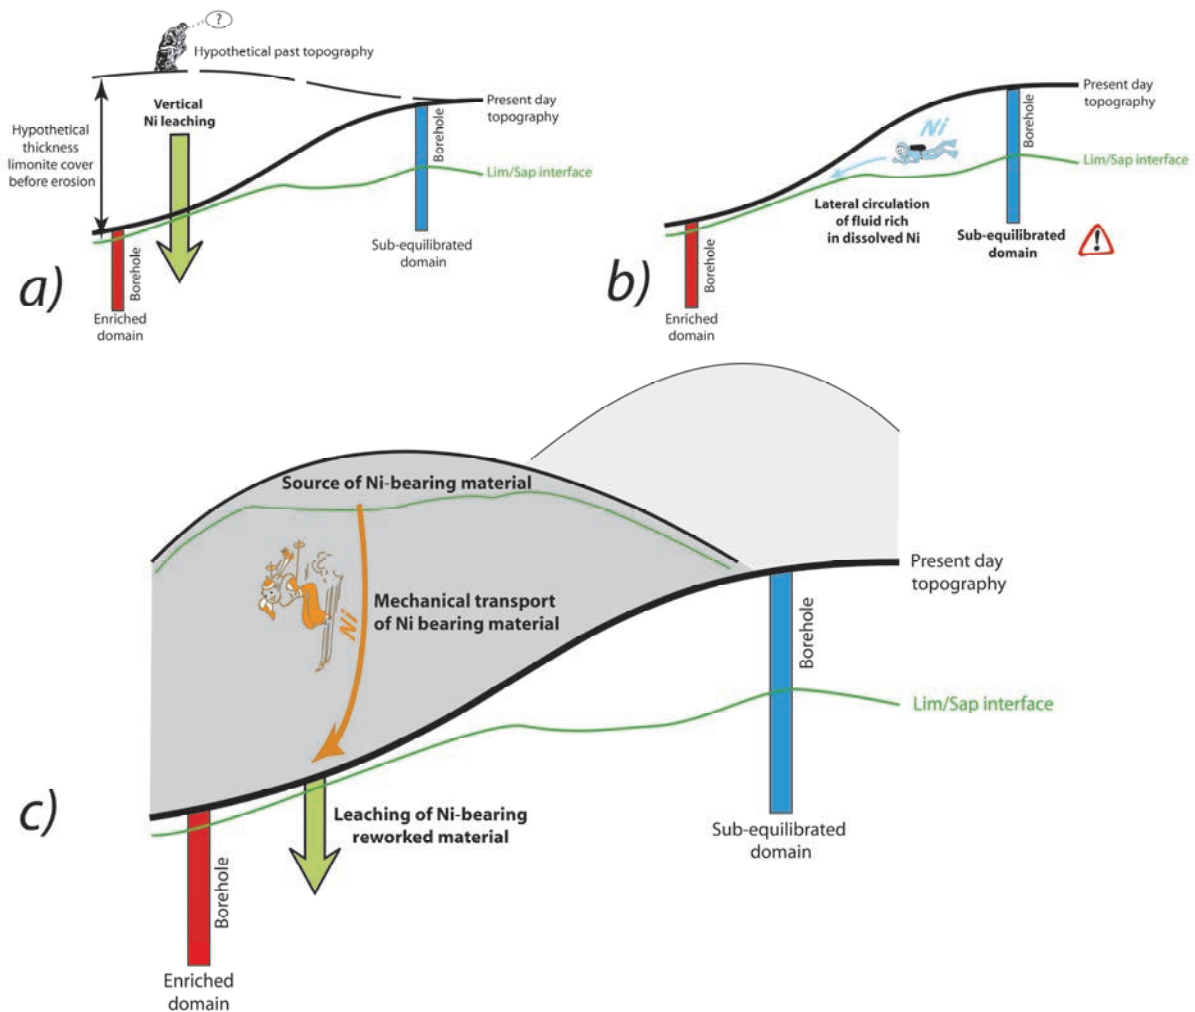 ?
Hypothetical past topography
Vertical
Ni leaching
Present day
topography
Hypothetical
thickness
limonite cover
before erosion
Borehole
Lim/Sap interface
Sub-equilibrated
domain
a)
Borehole
Enriched
domain
Present day
topography
Borehole
Ni
Lim/Sap interface
Lateral circulation
of fluid rich
in dissolved Ni
Sub-equilibrated
domain
!
b)
Borehole
Enriched
domain
Source of Ni-bearing material
Present day
topography
Mechanical transport
of Ni bearing material
Ni
Borehole
Lim/Sap interface
c)
Leaching of Ni-bearing
reworked material
Sub-equilibrated
domain
Borehole
Enriched
domain